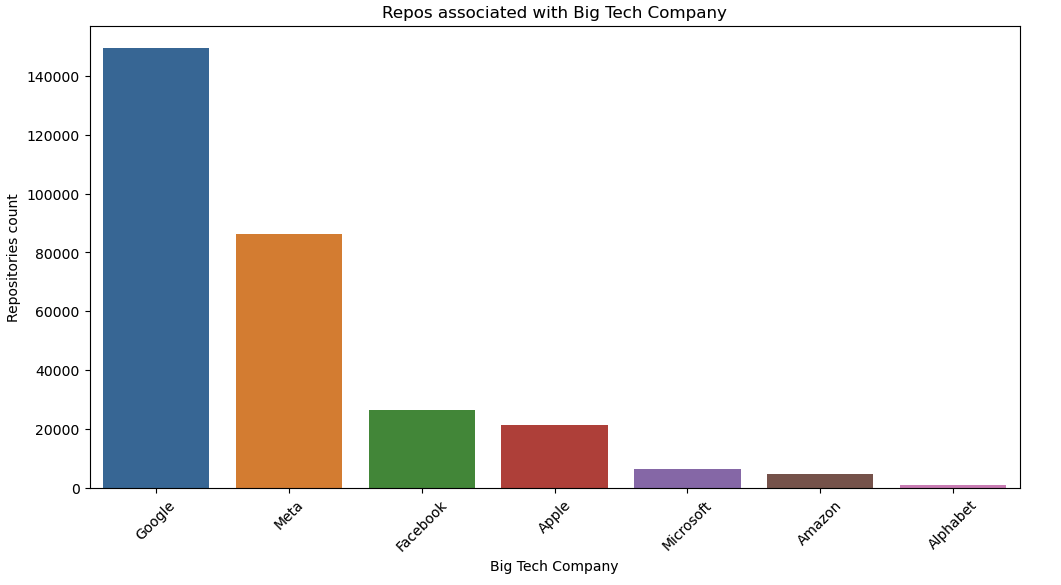 Repos associated with Big Tech Company
Repositories count
140000
120000
100000
80000
60000
40000
20000
0
Google
Meta
Facebook
Apple
Microsoft
Amazon
Alphabet
Big Tech Company